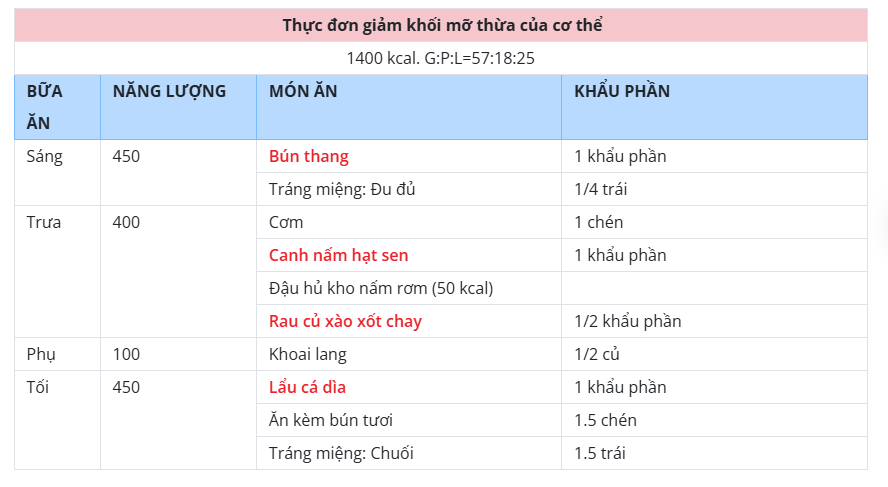 Thực đơn giảm khối mỡ thừa của cơ thể
1400 kcal. G:P:L=57:18:25
BỮA ĂN NĂNG LƯỢNG MÓN ĂN KHẨU PHẦN
Sáng 450 Bún thang 1 khẩu phần
Tráng miệng: Đu đủ 1/4 trái
Trưa 400 Cơm 1 chén
Canh nấm hạt sen 1 khẩu phần
Đậu hủ kho nấm rơm (50 kcal)
Rau củ xào xốt chay 1/2 khẩu phần
Phụ 100 Khoai lang 1/2 củ
Tối 450 Lẩu cá dìa 1 khẩu phần
Ăn kèm bún tươi 1.5 chén
Tráng miệng: Chuối 1.5 trái